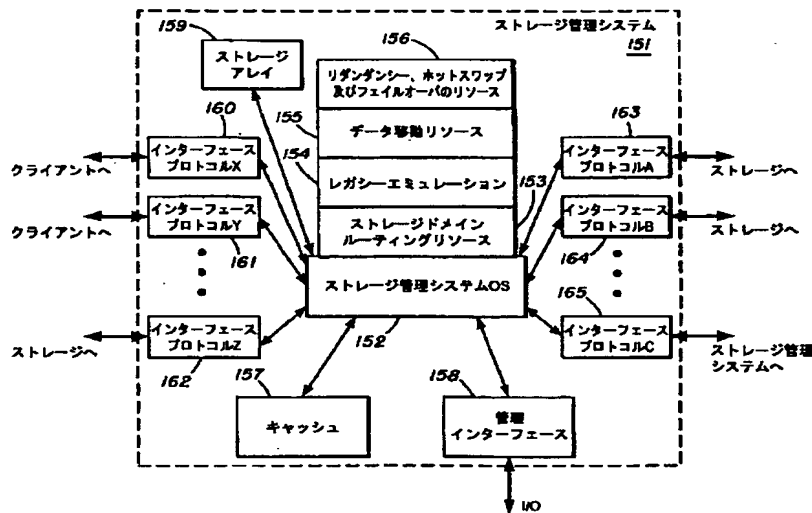 ストレージ管理システム
151
159
ストレージ
アレイ
156
リダンダンシー、ホットスワップ
及びフェイルオーバのリソース
155
データ移動リソース
154
レガシーエミュレーション
153
ストレージドメイン
ルーティングリソース
ストレージ管理システムOS
152
160
クライアントへ
インターフェース
プロトコルX
クライアントへ
インターフェース
プロトコルY
161
ストレージへ
インターフェース
プロトコルZ
162
163
インターフェース
プロトコルA
ストレージへ
インターフェース
プロトコルB
ストレージへ
164
165
インターフェース
プロトコルC
ストレージ管理
システムへ
157
キャッシュ
158
管理
インターフェース
I/O